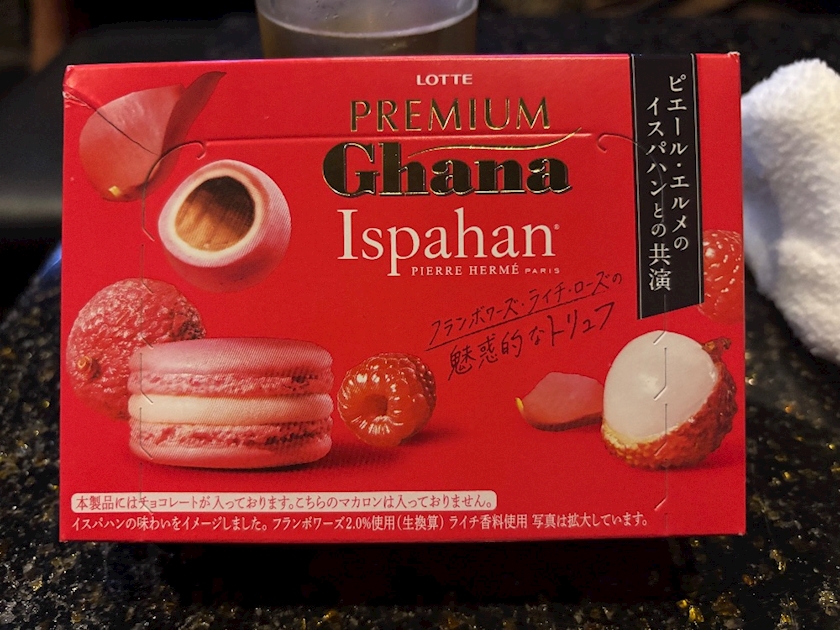 LOTTE
PREMIUM
Ghana
Ispahan®
PIERRE HERMÉ PARIS
ピエール・エルメの
イスパハンとの共演
フランボワーズ・ライチ・ローズの
魅惑的なトリュフ
本製品にはチョコレートが入っております。こちらのマカロンは入っておりません。
イスパハンの味わいをイメージしました。フランボワーズ2.0%使用(生換算) ライチ香料使用 写真は拡大しています。